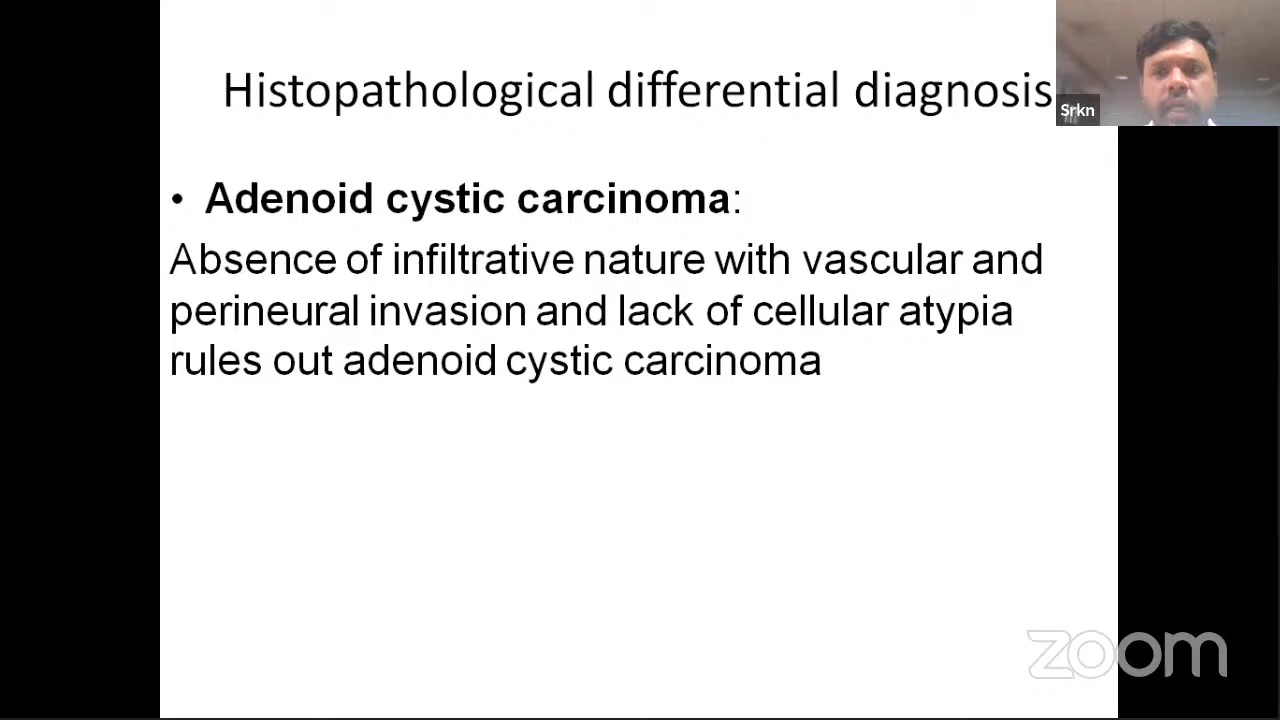 Histopathological differential diagnosis
Srkn
• Adenoid cystic carcinoma:
Absence of infiltrative nature with vascular and
perineural invasion and lack of cellular atypia
rules out adenoid cystic carcinoma
zoom